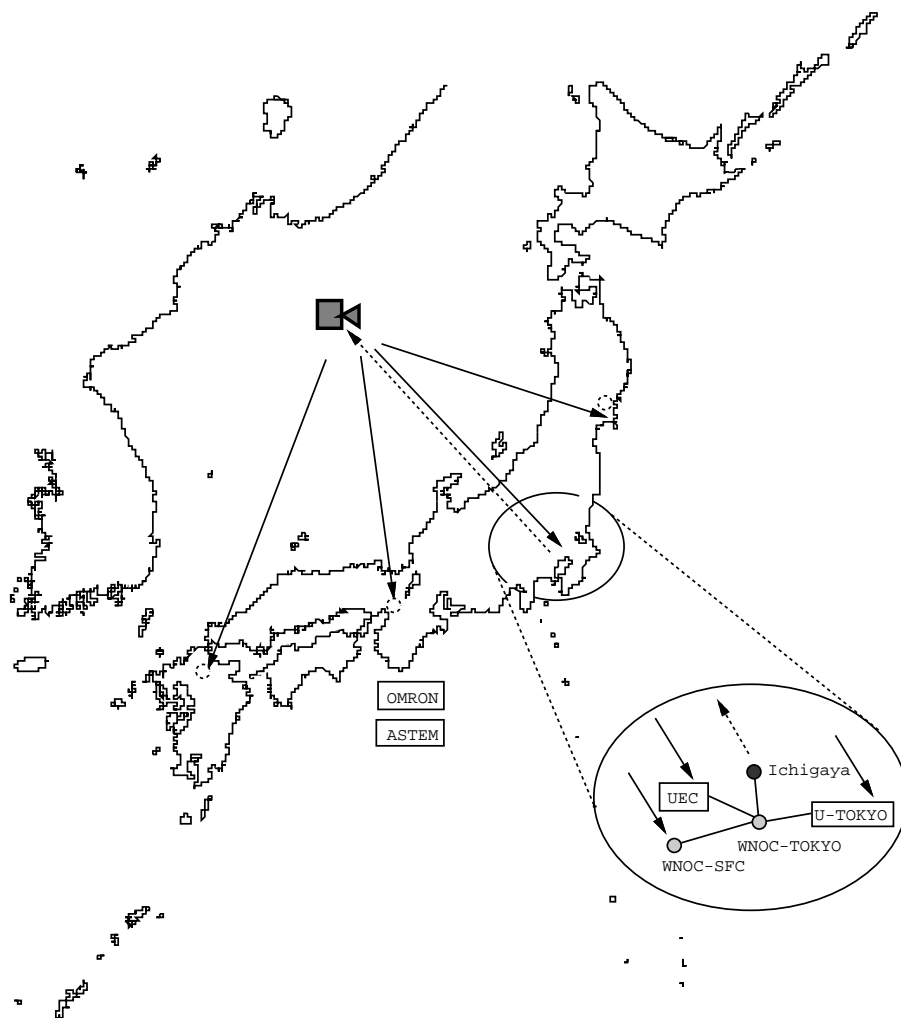 OMRON
ASTEM
Ichigaya
UEC
U-TOKYO
WNOC-TOKYO
WNOC-SFC